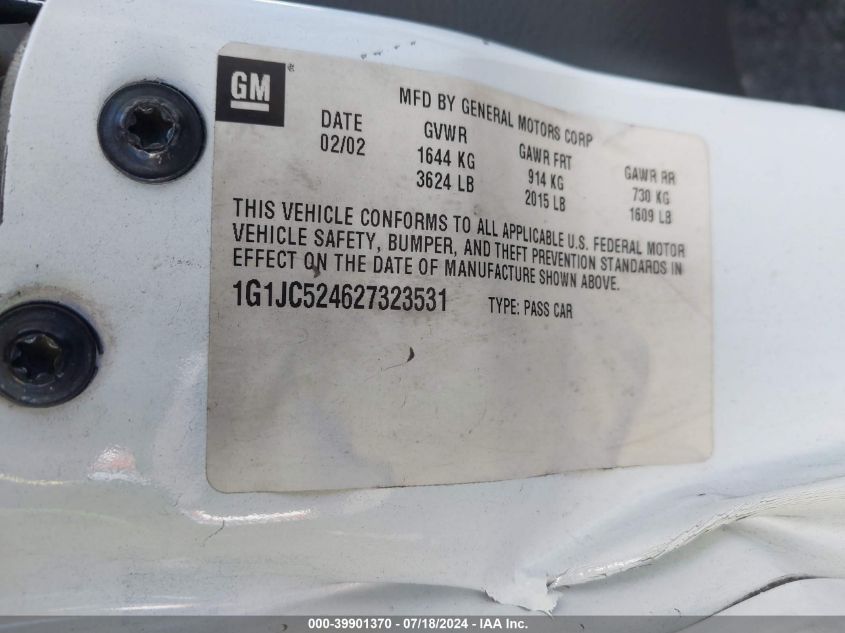 GM ®
MFD BY GENERAL MOTORS CORP
DATE GVWR GAWR FRT GAWR RR
02/02 1644 KG 914 KG 730 KG
3624 LB 2015 LB 1609 LB
THIS VEHICLE CONFORMS TO ALL APPLICABLE U.S. FEDERAL MOTOR
VEHICLE SAFETY, BUMPER, AND THEFT PREVENTION STANDARDS IN
EFFECT ON THE DATE OF MANUFACTURE SHOWN ABOVE.
1G1JC524627323531 TYPE: PASS CAR
000-39901370 - 07/18/2024 - IAAI Inc.